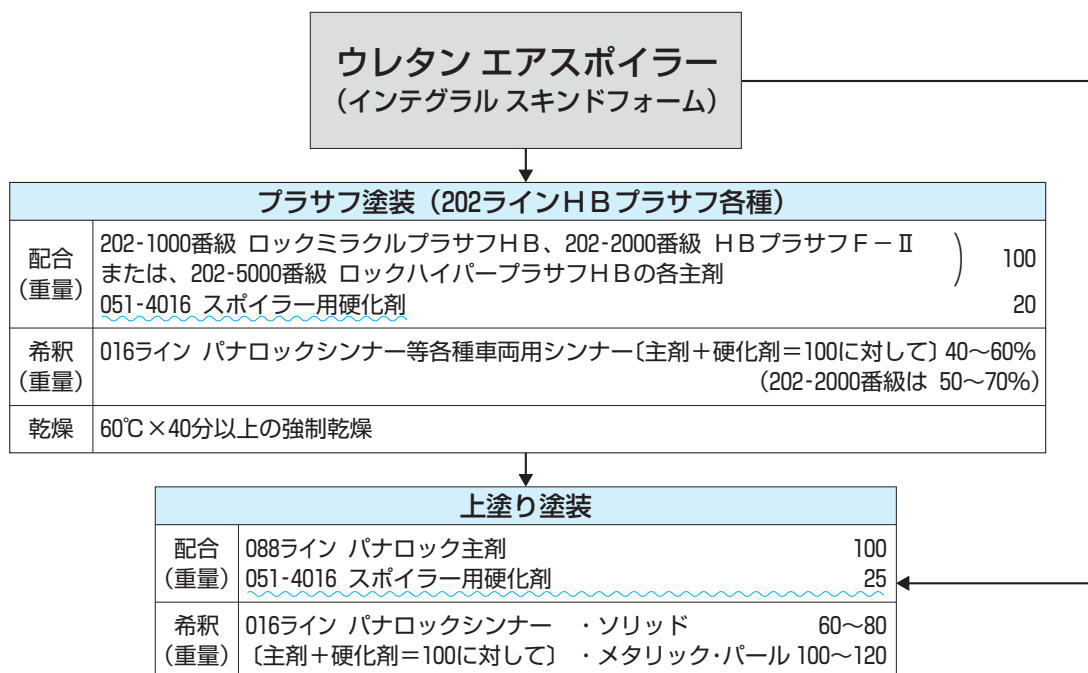 ウレタン エアスポイラー
（インテグラル スキンドフォーム）
プラサフ塗装（202ラインＨＢプラサフ各種）
配合
（重量）
202-1000番級 ロックミラクルプラサフＨＢ、202-2000番級 ＨＢプラサフＦ－Ⅱ
または、202-5000番級 ロックハイパープラサフＨＢの各主剤
） 100
051-4016 スポイラー用硬化剤 20
希釈
（重量）
016ライン パナロックシンナー等各種車両用シンナー〔主剤＋硬化剤＝100に対して〕 40～60%
（202-2000番級は 50～70%）
乾燥 60℃×40分以上の強制乾燥
上塗り塗装
配合
（重量）
088ライン パナロック主剤 100
051-4016 スポイラー用硬化剤 25
希釈
（重量）
016ライン パナロックシンナー ・ソリッド 60～80
〔主剤＋硬化剤＝100に対して〕 ・メタリック・パール 100～120